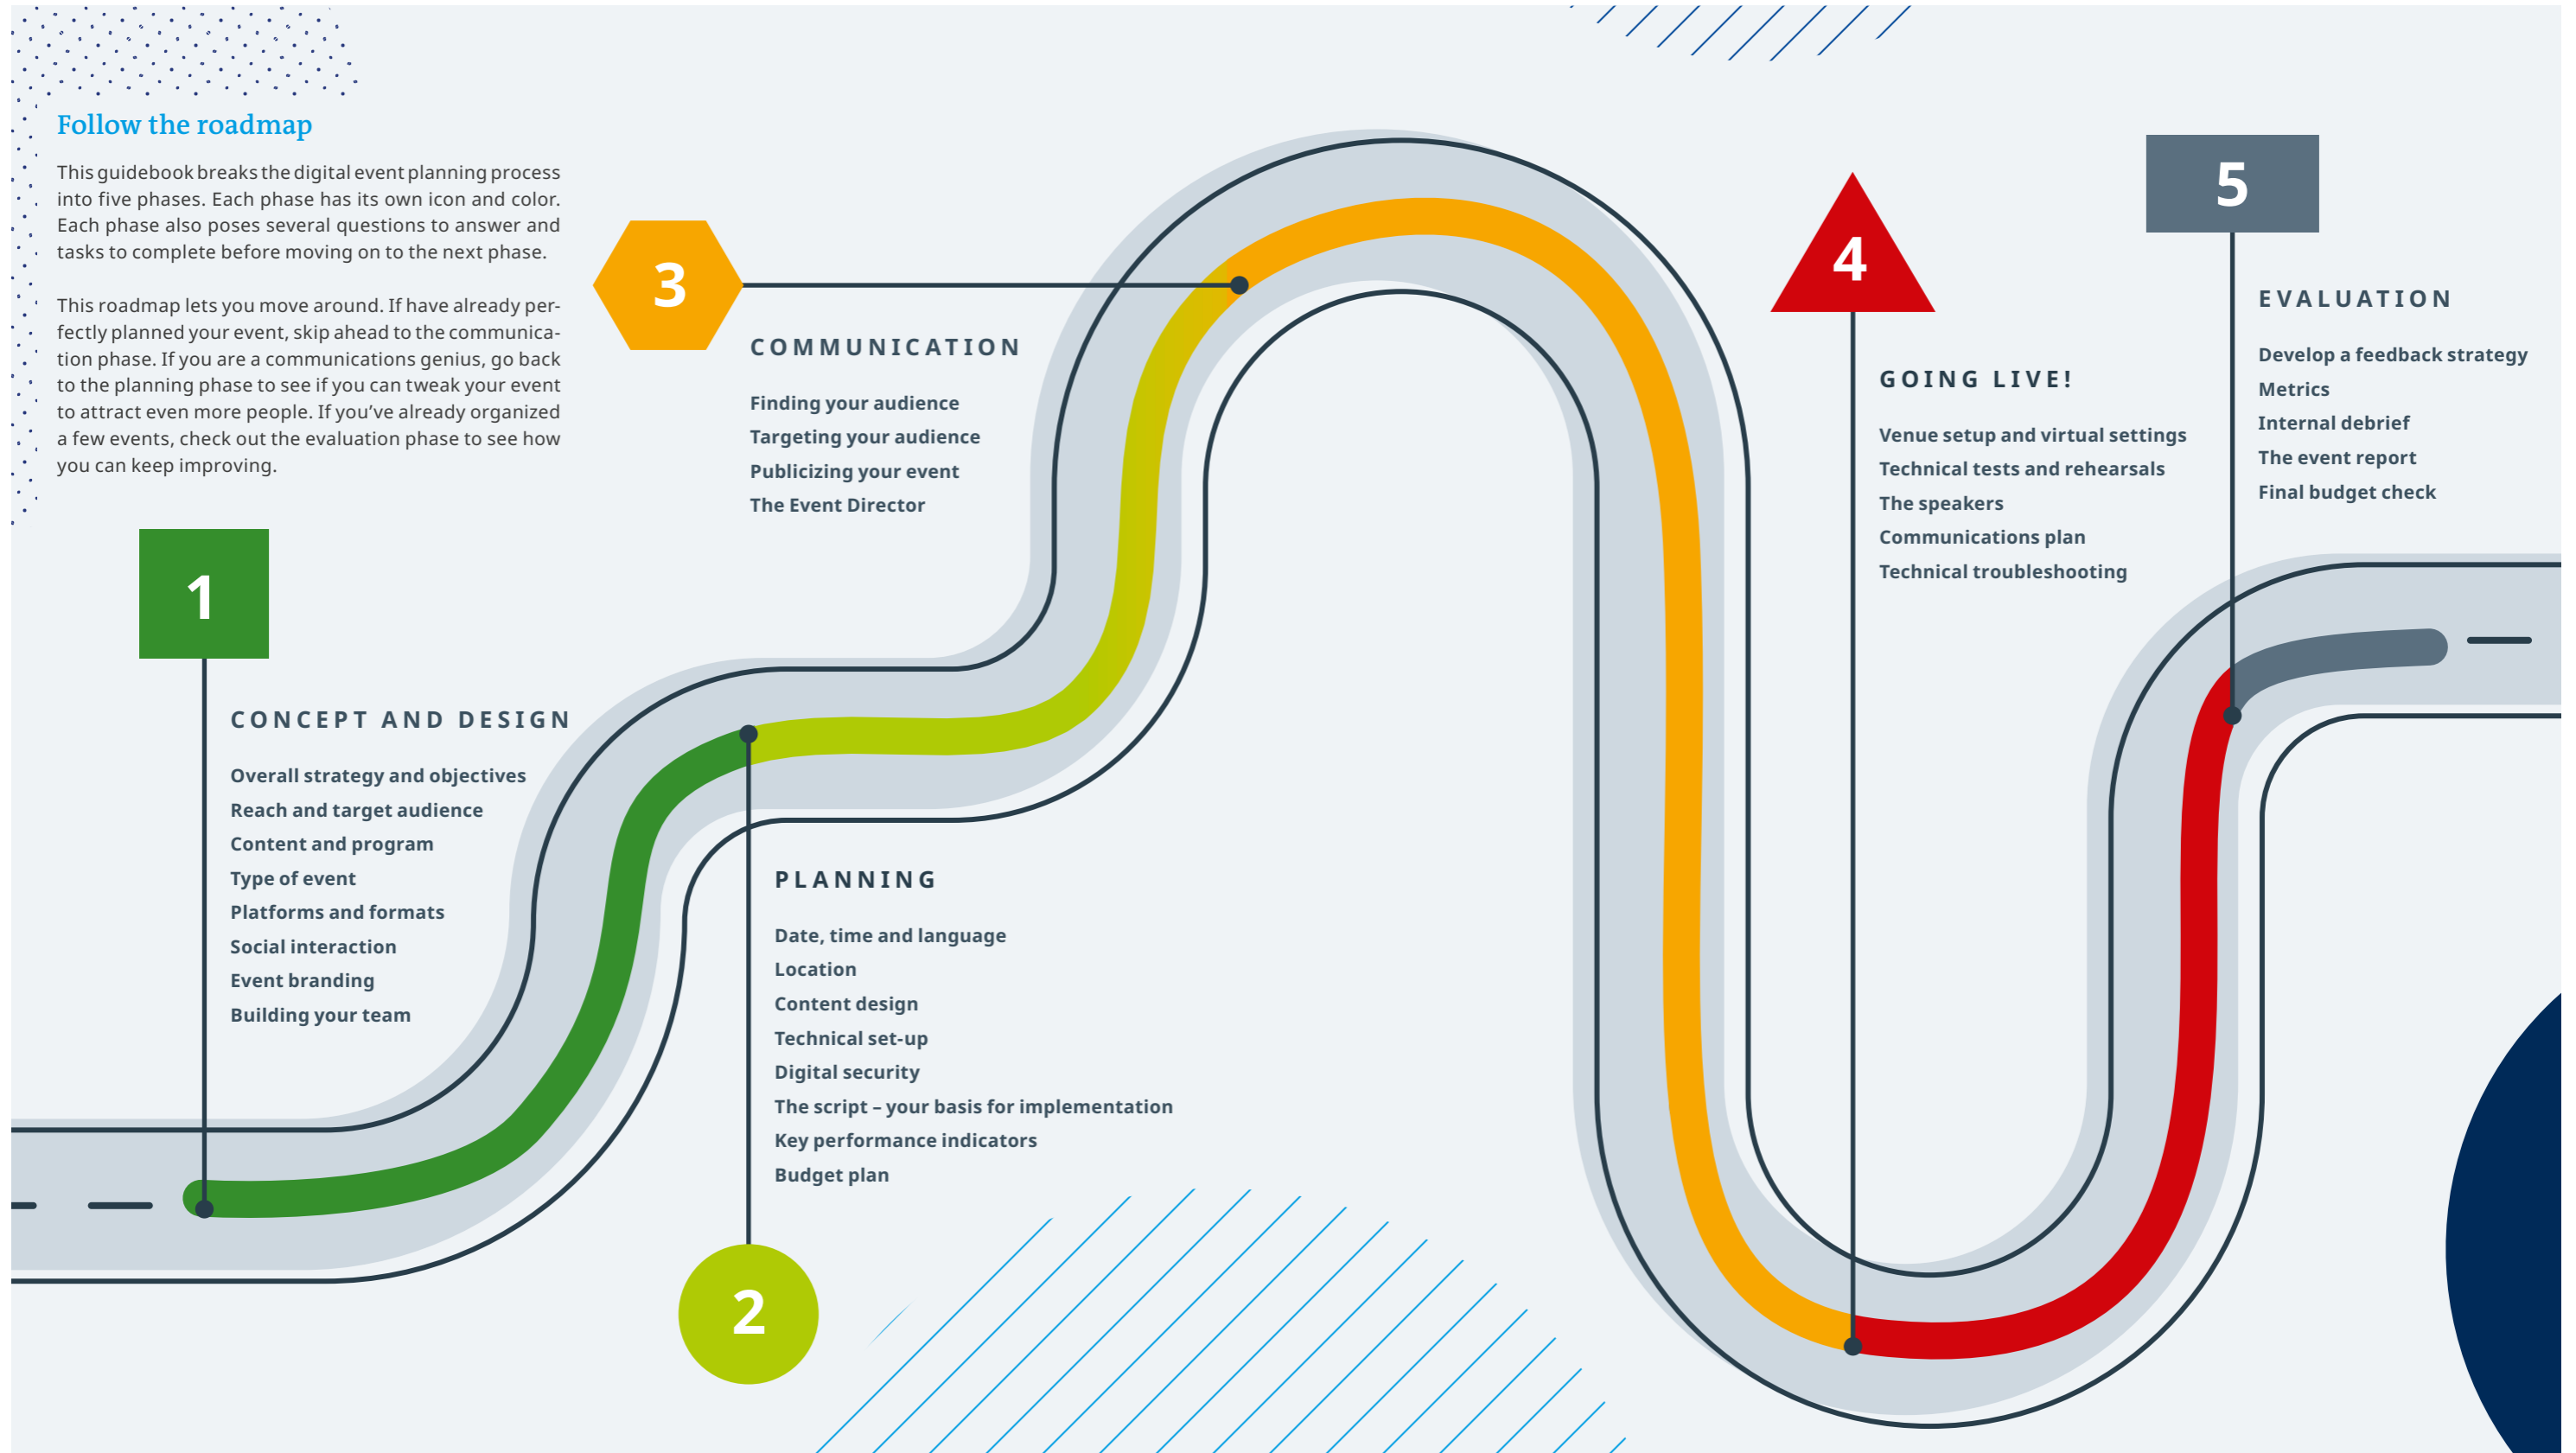 Follow the roadmap
This guidebook breaks the digital event planning process
into five phases. Each phase has its own icon and color.
Each phase also poses several questions to answer and
tasks to complete before moving on to the next phase.
This roadmap lets you move around. If have already per-
fectly planned your event, skip ahead to the communica-
tion phase. If you are a communications genius, go back
to the planning phase to see if you can tweak your event
to attract even more people. If you’ve already organized
a few events, check out the evaluation phase to see how
you can keep improving.
1
CONCEPT AND DESIGN
Overall strategy and objectives
Reach and target audience
Content and program
Type of event
Platforms and formats
Social interaction
Event branding
Building your team
2
PLANNING
Date, time and language
Location
Content design
Technical set-up
Digital security
The script – your basis for implementation
Key performance indicators
Budget plan
3
COMMUNICATION
Finding your audience
Targeting your audience
Publicizing your event
The Event Director
4
GOING LIVE!
Venue setup and virtual settings
Technical tests and rehearsals
The speakers
Communications plan
Technical troubleshooting
5
EVALUATION
Develop a feedback strategy
Metrics
Internal debrief
The event report
Final budget check